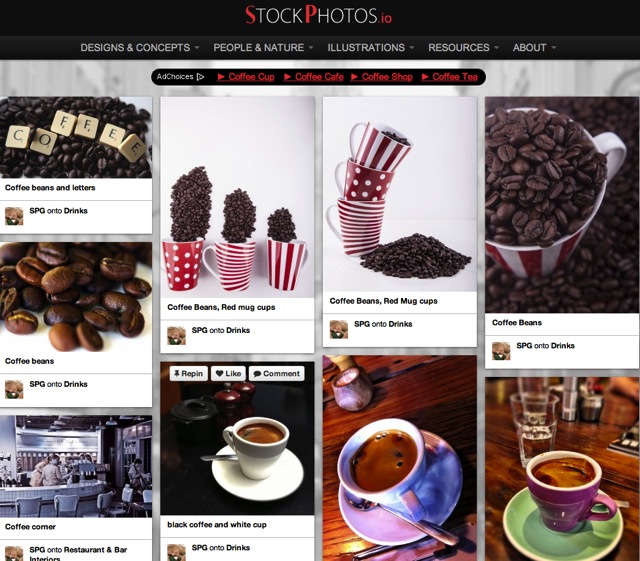 STOCKPHOTOS.io
DESIGNS & CONCEPTS PEOPLE & NATURE ILLUSTRATIONS RESOURCES ABOUT
AdChoices Coffee Cup Coffee Cafe Coffee Shop Coffee Tea
COFFEE
Coffee beans and letters
SPG onto Drinks
Coffee beans
SPG onto Drinks
Coffee corner
SPG onto Restaurant & Bar
Interiors
Coffee Beans, Red mug cups
SPG onto Drinks
Repin Like Comment
black coffee and white cup
SPG onto Drinks
Coffee Beans, Red Mug cups
SPG onto Drinks
Coffee Beans
SPG onto Drinks